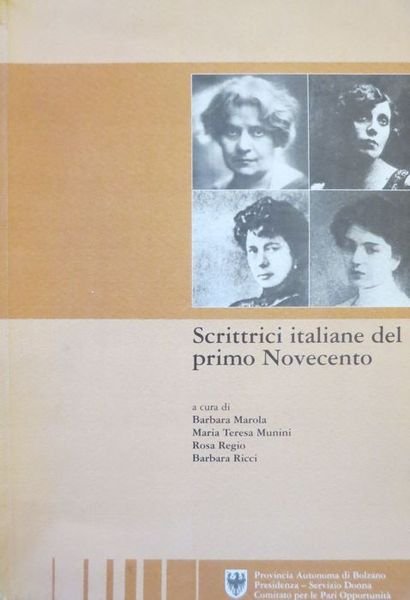 Scrittrici italiane del
primo Novecento
a cura di
Barbara Marola
Maria Teresa Munini
Rosa Regio
Barbara Ricci
Provincia Autonoma di Bolzano
Presidenza – Servizio Donna
Comitato per le Pari Opportunità